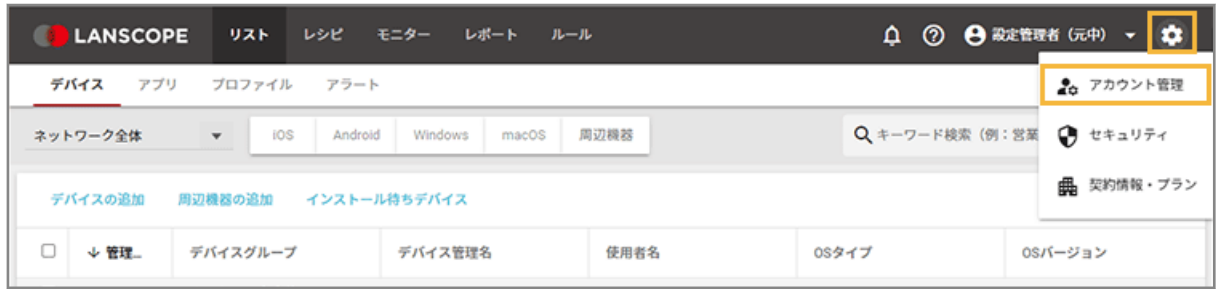 LANSCOPE リスト レシピ モニター レポート ルール 設定管理者（元中）
デバイス アプリ プロファイル アラート
アカウント管理
ネットワーク全体 iOS Android Windows macOS 周辺機器 キーワード検索（例：営業
セキュリティ
契約情報・プラン
デバイスの追加 周辺機器の追加 インストール待ちデバイス
管理… デバイスグループ デバイス管理名 使用者名 OSタイプ OSバージョン